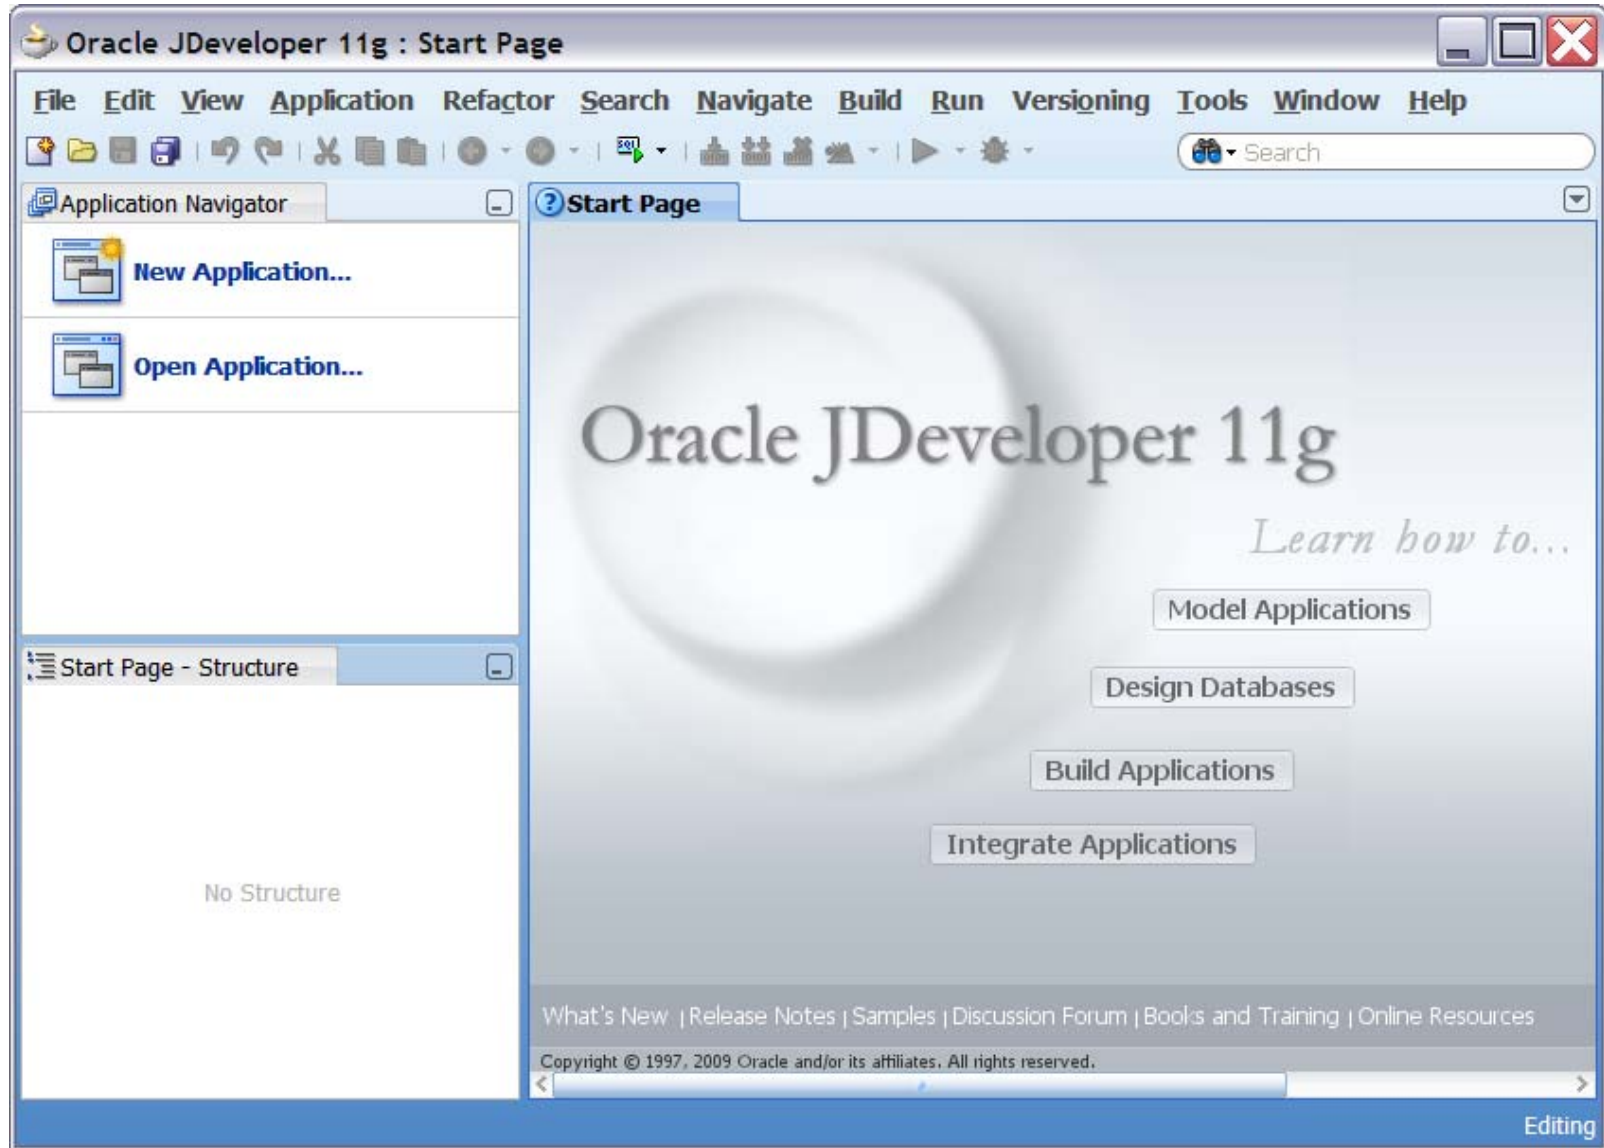 Oracle JDeveloper 11g : Start Page
File Edit View Application Refactor Search Navigate Build Run Versioning Tools Window Help
SQL
Search
Application Navigator
Start Page
New Application...
Open Application...
Oracle JDeveloper 11g
Learn how to...
Model Applications
Start Page - Structure
Design Databases
Build Applications
Integrate Applications
No Structure
What's New | Release Notes | Samples | Discussion Forum | Books and Training | Online Resources
Copyright © 1997, 2009 Oracle and/or its affiliates. All rights reserved.
Editing